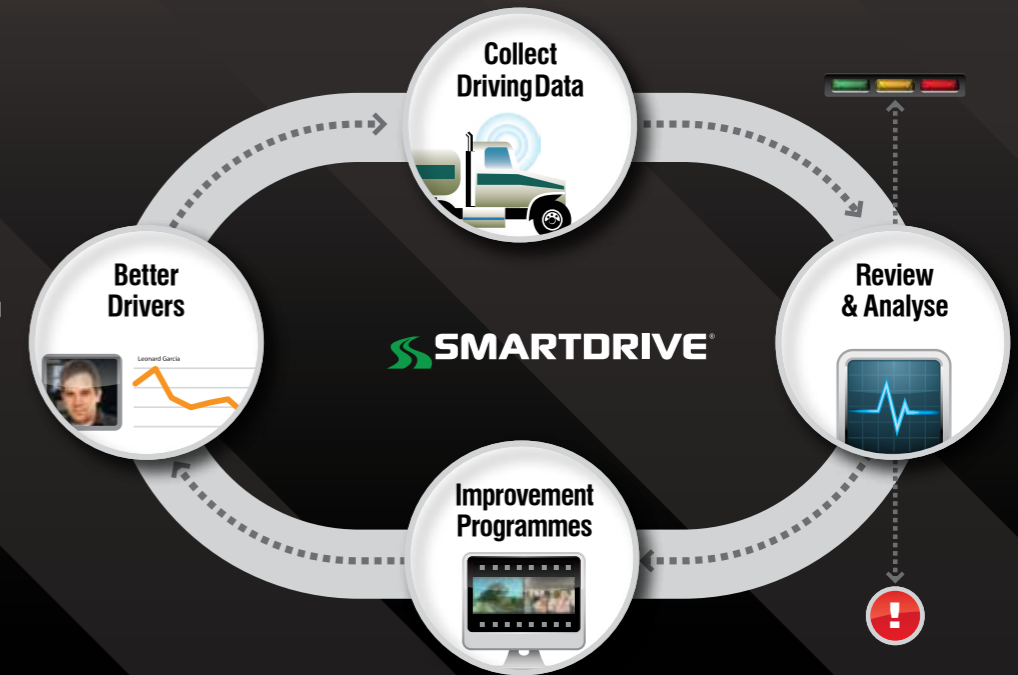 Collect
Driving Data
Better
Drivers
Leonard Garcia
Review
& Analyse
SMARTDRIVE®
Improvement
Programmes
!